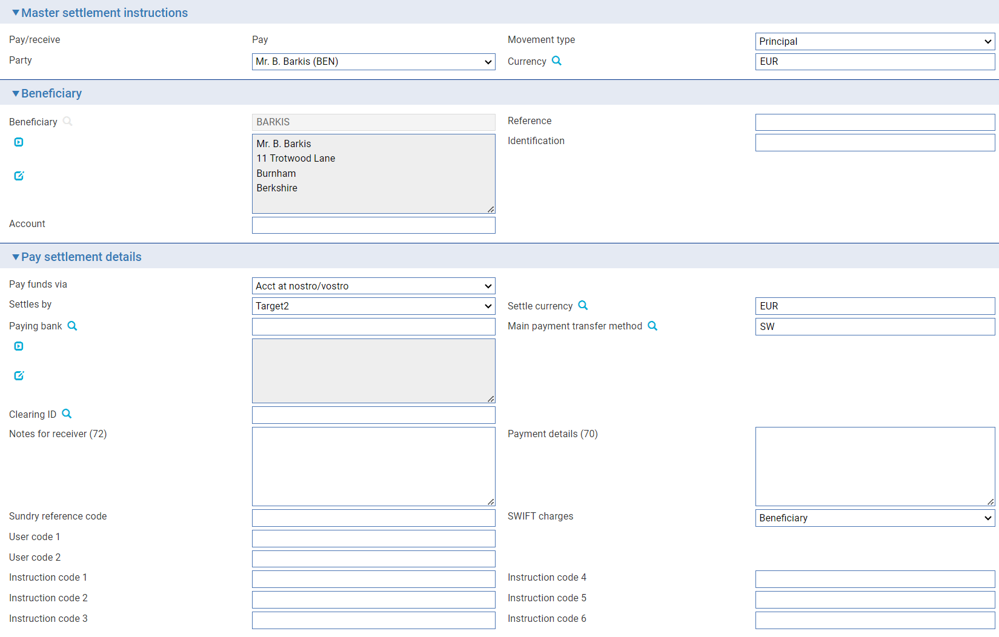 Master settlement instructions
Pay/receive Pay Movement type Principal
Party Mr. B. Barkis (BEN) Currency EUR
Beneficiary
Beneficiary BARKIS Reference
Mr. B. Barkis Identification
11 Trotwood Lane
Burnham
Berkshire
Account
Pay settlement details
Pay funds via Acct at nostro/vostro
Settles by Target2 Settle currency EUR
Paying bank Main payment transfer method SW
Clearing ID
Notes for receiver (72) Payment details (70)
Sundry reference code SWIFT charges Beneficiary
User code 1
User code 2
Instruction code 1 Instruction code 4
Instruction code 2 Instruction code 5
Instruction code 3 Instruction code 6